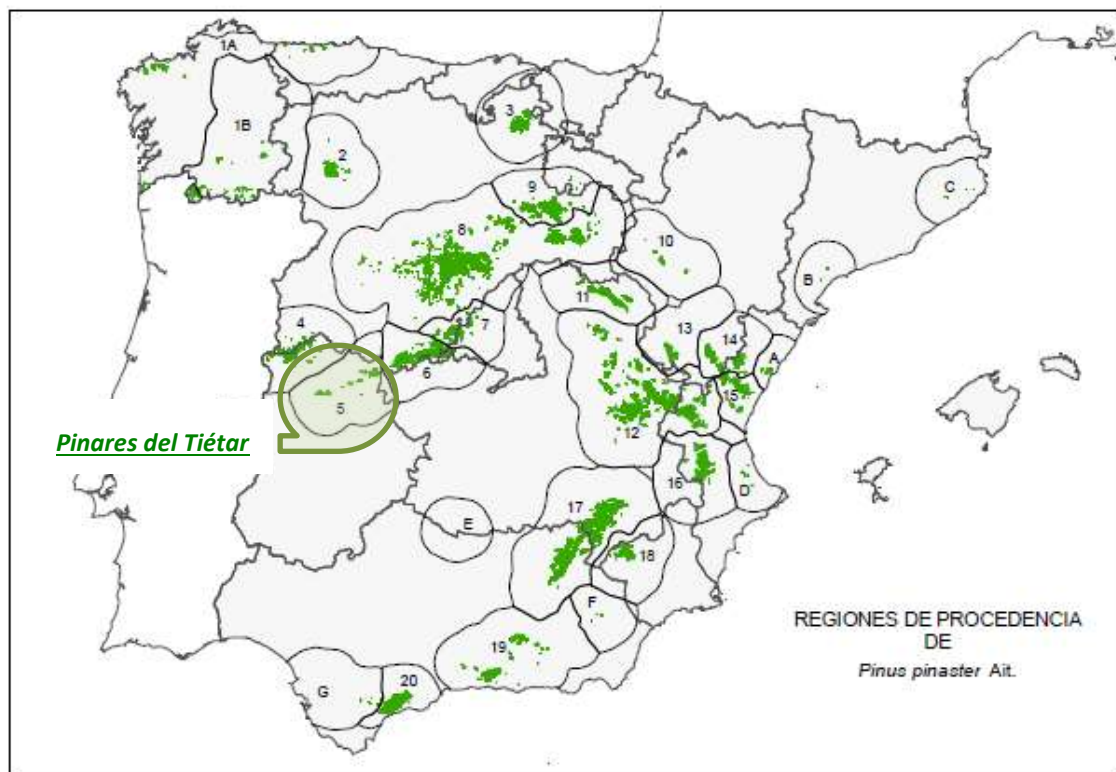 1A
1B
3
2
C
9
8
10
B
11
4
7
13
14
A
6
5
15
12
Pinares del Tiétar
16
D
17
E
18
F
REGIONES DE PROCEDENCIA
DE
Pinus pinaster Ait.
19
G
20